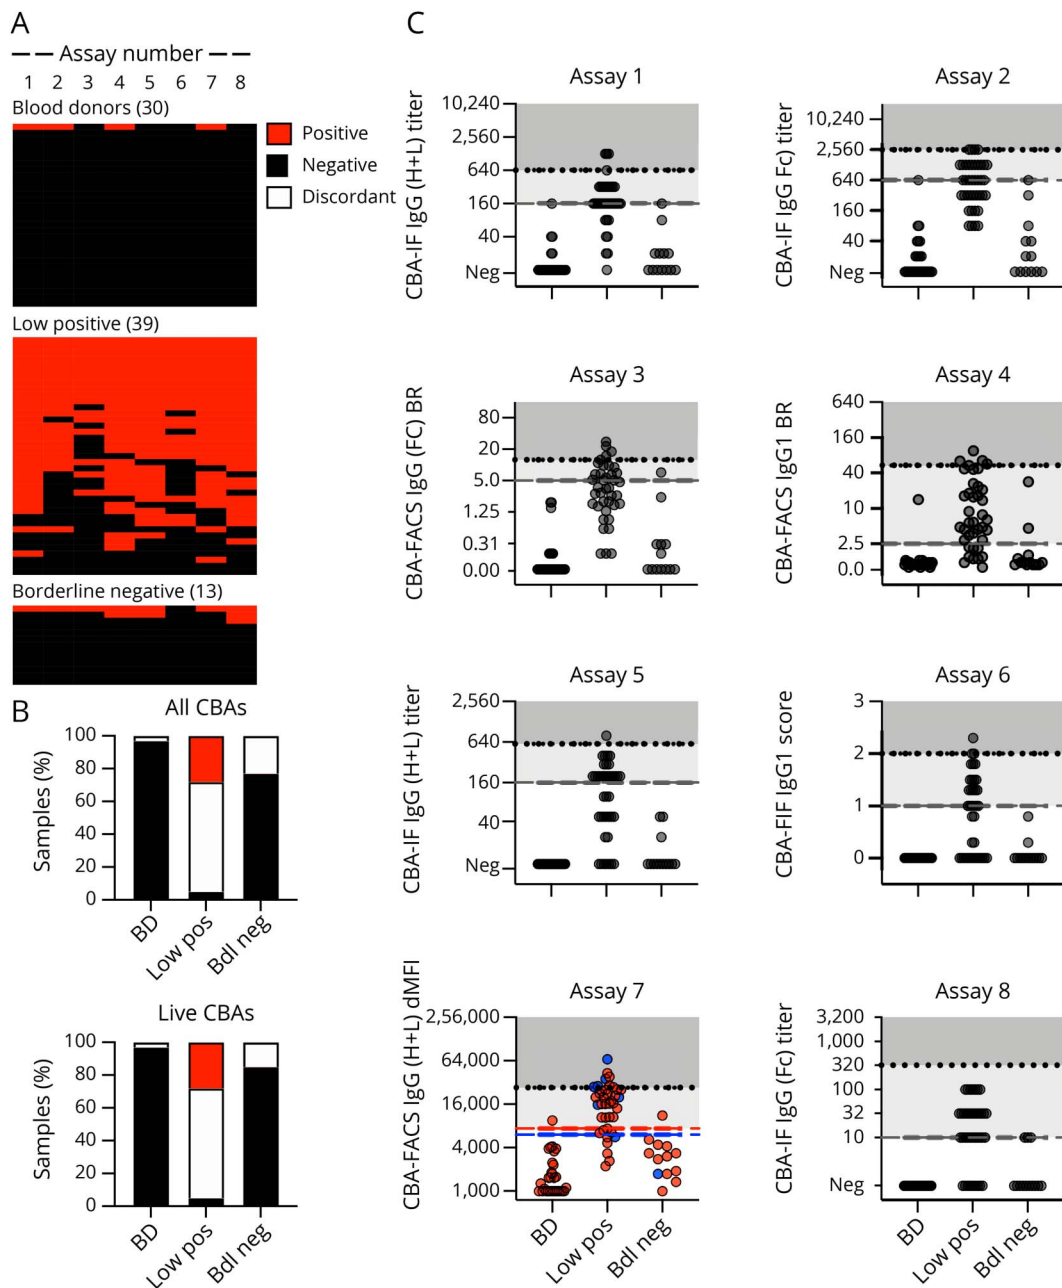 A
Assay number
1 2 3 4 5 6 7 8
Blood donors (30)
Positive
Negative
Discordant
Low positive (39)
Borderline negative (13)
B
All CBAs
Samples (%)
100
80
60
40
20
0
BD
Low pos
Bdl neg
Live CBAs
Samples (%)
100
80
60
40
20
0
BD
Low pos
Bdl neg
C
Assay 1
CBA-IF IgG (H+L) titer
10,240
2,560
640
160
40
Neg
Assay 2
CBA-IF IgG Fc) titer
10,240
2,560
640
160
40
Neg
Assay 3
CBA-FACS IgG (FC) BR
80
20
5.0
1.25
0.31
0.00
Assay 4
CBA-FACS IgG1 BR
640
160
40
10
2.5
0.0
Assay 5
CBA-IF IgG (H+L) titer
2,560
640
160
40
Neg
Assay 6
CBA-FIF IgG1 score
3
2
1
0
Assay 7
CBA-FACS IgG (H+L) dMFI
2,56,000
64,000
16,000
4,000
1,000
BD
Low pos
Bdl neg
Assay 8
CBA-IF IgG (Fc) titer
3,200
1,000
320
100
32
10
Neg
BD
Low pos
Bdl neg